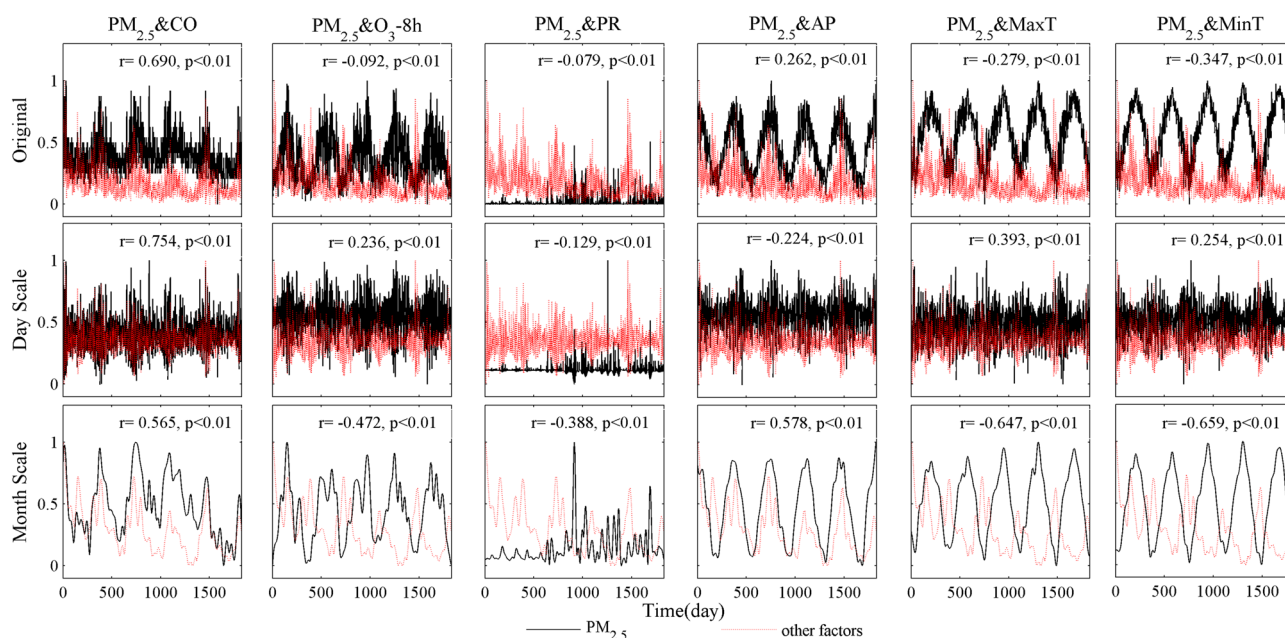 PM2.5&CO PM2.5&O3-8h PM2.5&PR PM2.5&AP PM2.5&MaxT PM2.5&MinT
r= 0.690, p<0.01 r= -0.092, p<0.01 r= -0.079, p<0.01 r= 0.262, p<0.01 r= -0.279, p<0.01 r= -0.347, p<0.01
1
0.5
0
Original
r= 0.754, p<0.01 r= 0.236, p<0.01 r= -0.129, p<0.01 r= -0.224, p<0.01 r= 0.393, p<0.01 r= 0.254, p<0.01
1
0.5
0
Day Scale
r= 0.565, p<0.01 r= -0.472, p<0.01 r= -0.388, p<0.01 r= 0.578, p<0.01 r= -0.647, p<0.01 r= -0.659, p<0.01
1
0.5
0
Month Scale
0 500 1000 1500 0 500 1000 1500 0 500 1000 1500 0 500 1000 1500 0 500 1000 1500 0 500 1000 1500
Time(day)
PM2.5 other factors